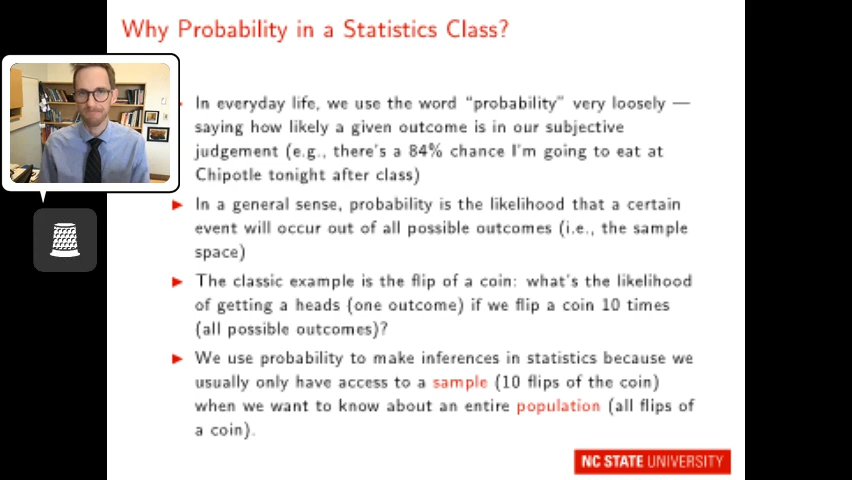 Why Probability in a Statistics Class?
In everyday life, we use the word “probability” very loosely —
saying how likely a given outcome is in our subjective
judgement (e.g., there's a 84% chance I'm going to eat at
Chipotle tonight after class)
In a general sense, probability is the likelihood that a certain
event will occur out of all possible outcomes (i.e., the sample
space)
The classic example is the flip of a coin: what's the likelihood
of getting a heads (one outcome) if we flip a coin 10 times
(all possible outcomes)?
We use probability to make inferences in statistics because we
usually only have access to a sample (10 flips of the coin)
when we want to know about an entire population (all flips of
a coin).
NC STATE UNIVERSITY